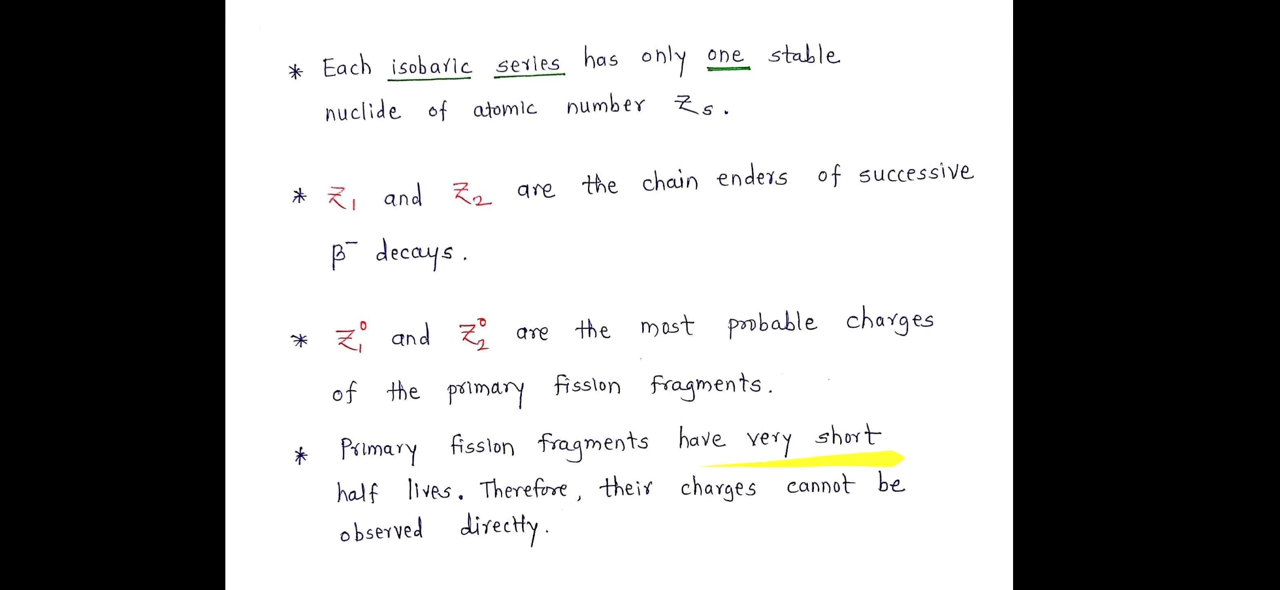 * Each isobaric series has only one stable
nuclide of atomic number Zs.
* Z₁ and Z₂ are the chain enders of successive
β⁻ decays.
* Z₁⁰ and Z₂⁰ are the most probable charges
of the primary fission fragments.
* Primary fission fragments have very short
half lives. Therefore, their charges cannot be
observed directly.